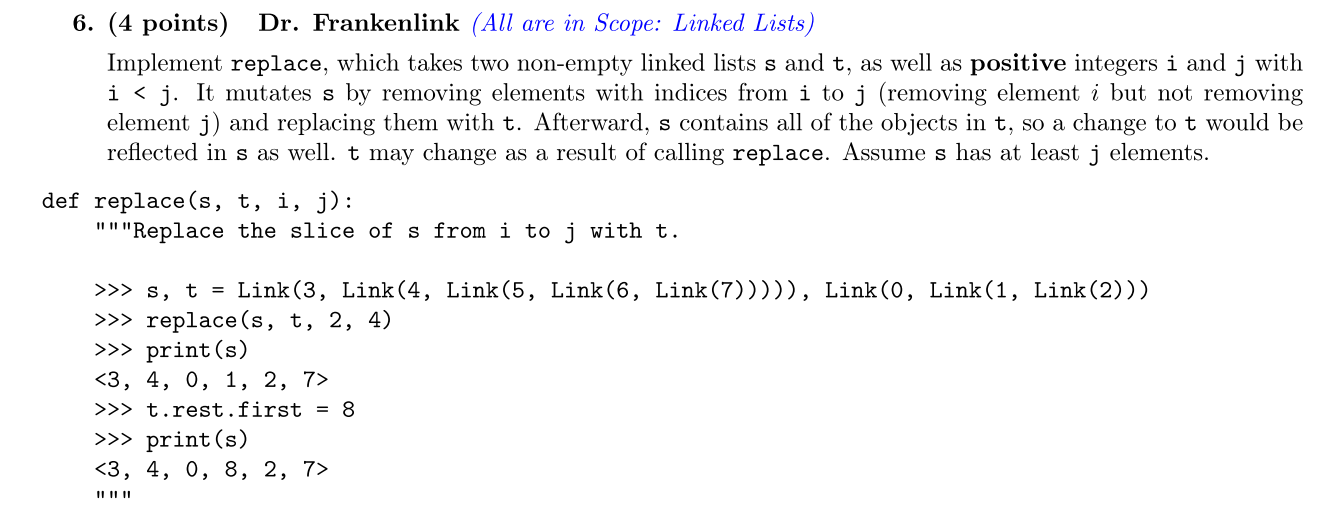 6. (4 points) Dr. Frankenlink (All are in Scope: Linked Lists)
Implement replace, which takes two non-empty linked lists s and t, as well as positive integers i and j with
i < j. It mutates s by removing elements with indices from i to j (removing element i but not removing
element j) and replacing them with t. Afterward, s contains all of the objects in t, so a change to t would be
reflected in s as well. t may change as a result of calling replace. Assume s has at least j elements.
def replace(s, t, i, j):
    """Replace the slice of s from i to j with t.
    >>> s, t = Link(3, Link(4, Link(5, Link(6, Link(7))))), Link(0, Link(1, Link(2)))
    >>> replace(s, t, 2, 4)
    >>> print(s)
    <3, 4, 0, 1, 2, 7>
    >>> t.rest.first = 8
    >>> print(s)
    <3, 4, 0, 8, 2, 7>
    """